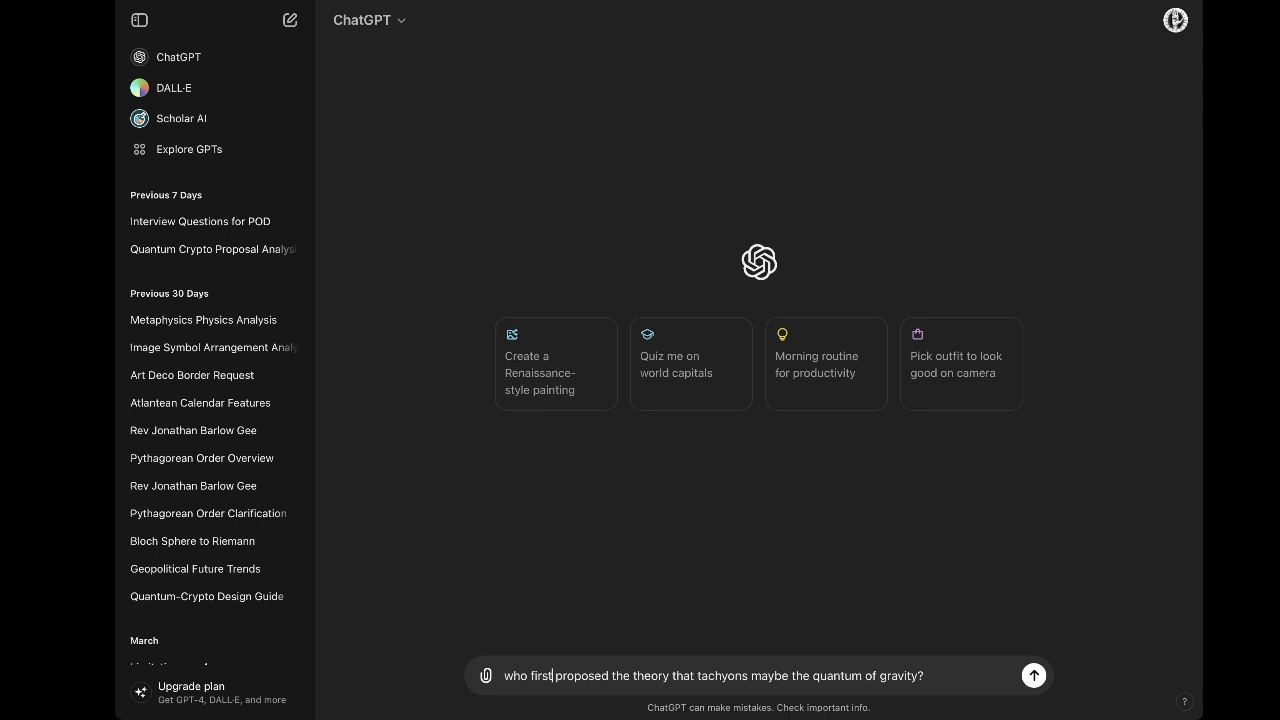 ChatGPT
ChatGPT
DALL·E
Scholar AI
Explore GPTs
Previous 7 Days
Interview Questions for POD
Quantum Crypto Proposal Analysi
Previous 30 Days
Metaphysics Physics Analysis
Image Symbol Arrangement Analy
Art Deco Border Request
Atlantean Calendar Features
Rev Jonathan Barlow Gee
Pythagorean Order Overview
Rev Jonathan Barlow Gee
Pythagorean Order Clarification
Bloch Sphere to Riemann
Geopolitical Future Trends
Quantum-Crypto Design Guide
March
Upgrade plan
Get GPT-4, DALL·E, and more
Create a
Renaissance-
style painting
Quiz me on
world capitals
Morning routine
for productivity
Pick outfit to look
good on camera
who first proposed the theory that tachyons maybe the quantum of gravity?
ChatGPT can make mistakes. Check important info.
?